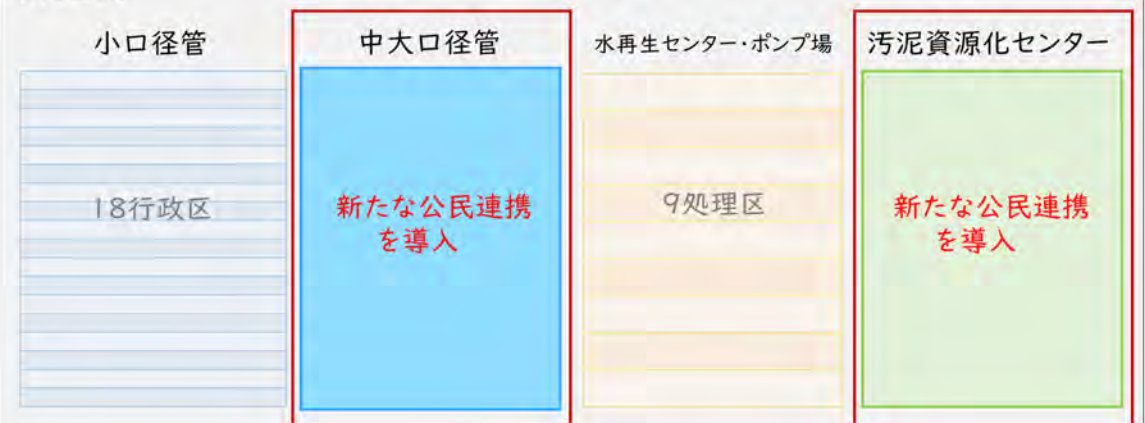 小口径管
中大口径管
水再生センター・ポンプ場
汚泥資源化センター
18行政区
新たな公民連携
を導入
9処理区
新たな公民連携
を導入